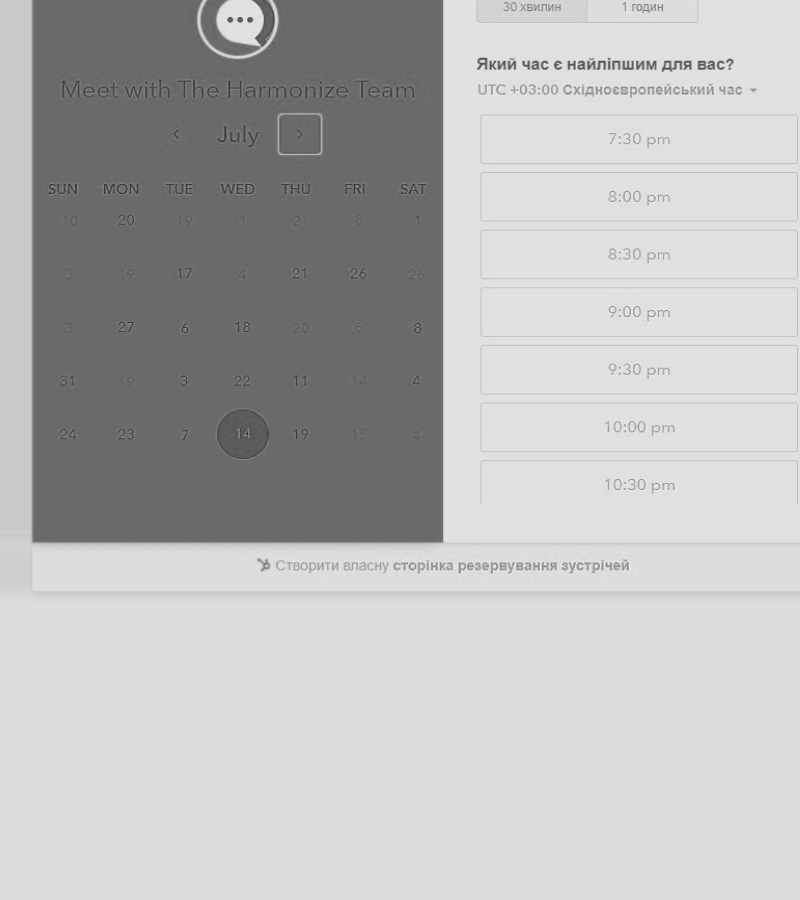 30 хвилин 1 годин
Який час є найліпшим для вас?
UTC +03:00 Східноєвропейський час
Meet with The Harmonize Team
July
SUN MON TUE WED THU FRI SAT
10 20 19 1 21 8 1
3 19 17 4 21 26 26
3 27 6 18 20 6 8
31 19 3 22 11 14 4
24 23 7 14 19 15 4
7:30 pm
8:00 pm
8:30 pm
9:00 pm
9:30 pm
10:00 pm
10:30 pm
Створити власну сторінка резервування зустрічей